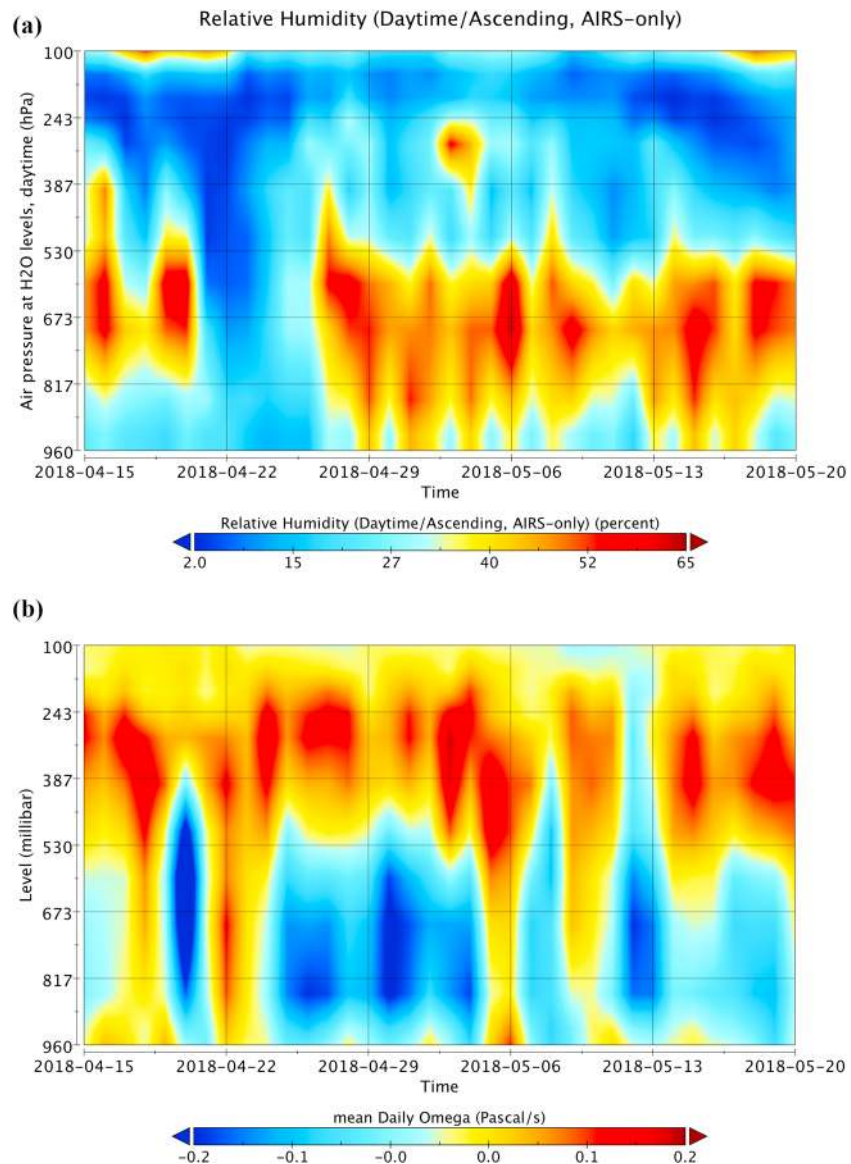 (a)
Relative Humidity (Daytime/Ascending, AIRS-only)
Air pressure at H2O levels, daytime (hPa)
100
243
387
530
673
817
960
2018-04-15 2018-04-22 2018-04-29 2018-05-06 2018-05-13 2018-05-20
Time
Relative Humidity (Daytime/Ascending, AIRS-only) (percent)
2.0 15 27 40 52 65
(b)
Level (millibar)
100
243
387
530
673
817
960
2018-04-15 2018-04-22 2018-04-29 2018-05-06 2018-05-13 2018-05-20
Time
mean Daily Omega (Pascal/s)
−0.2 −0.1 0.0 0.1 0.2